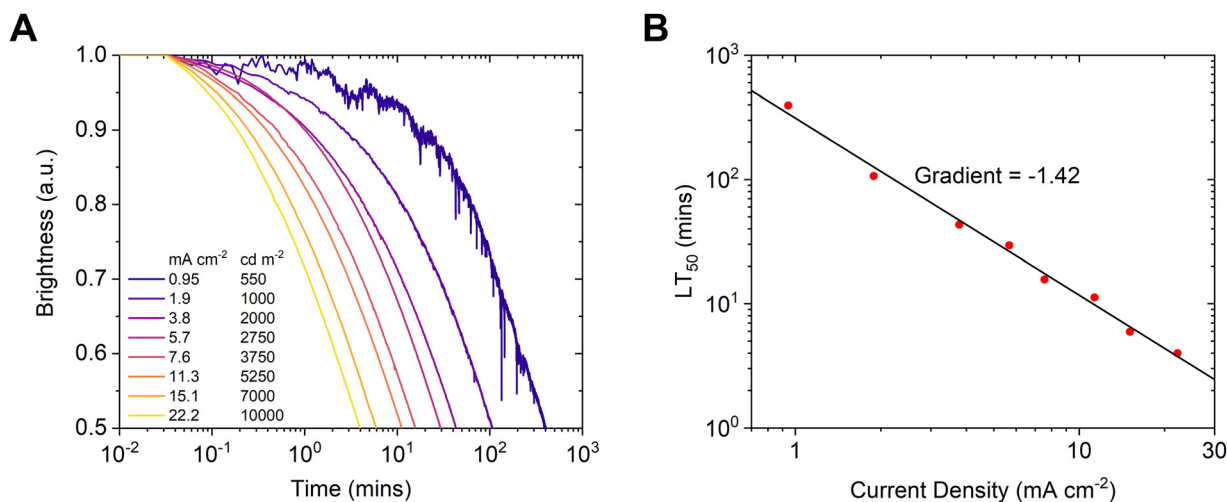 A
Brightness (a.u.)
1.0
0.9
0.8
0.7
0.6
0.5
mA cm⁻² cd m⁻²
0.95 550
1.9 1000
3.8 2000
5.7 2750
7.6 3750
11.3 5250
15.1 7000
22.2 10000
10⁻² 10⁻¹ 10⁰ 10¹ 10² 10³
Time (mins)
B
LT₅₀ (mins)
10³
10²
10¹
10⁰
Gradient = -1.42
1 10 30
Current Density (mA cm⁻²)